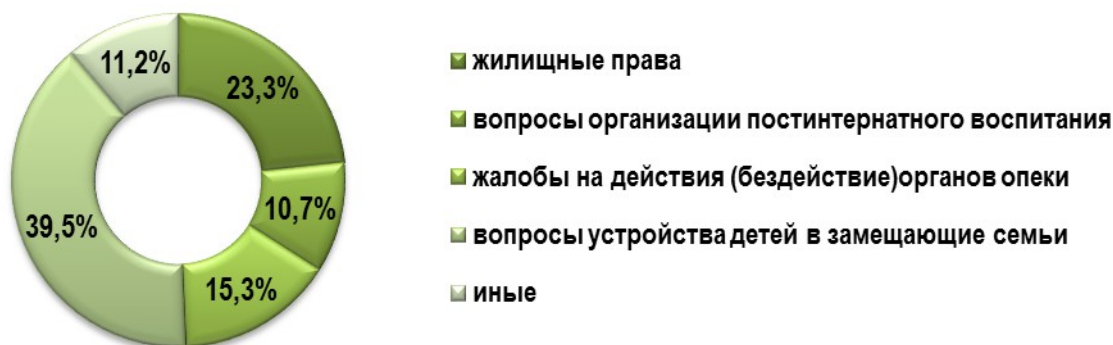 11,2%
23,3%
10,7%
15,3%
39,5%
жилищные права
вопросы организации постинтернатного воспитания
жалобы на действия (бездействие)органов опеки
вопросы устройства детей в замещающие семьи
иные